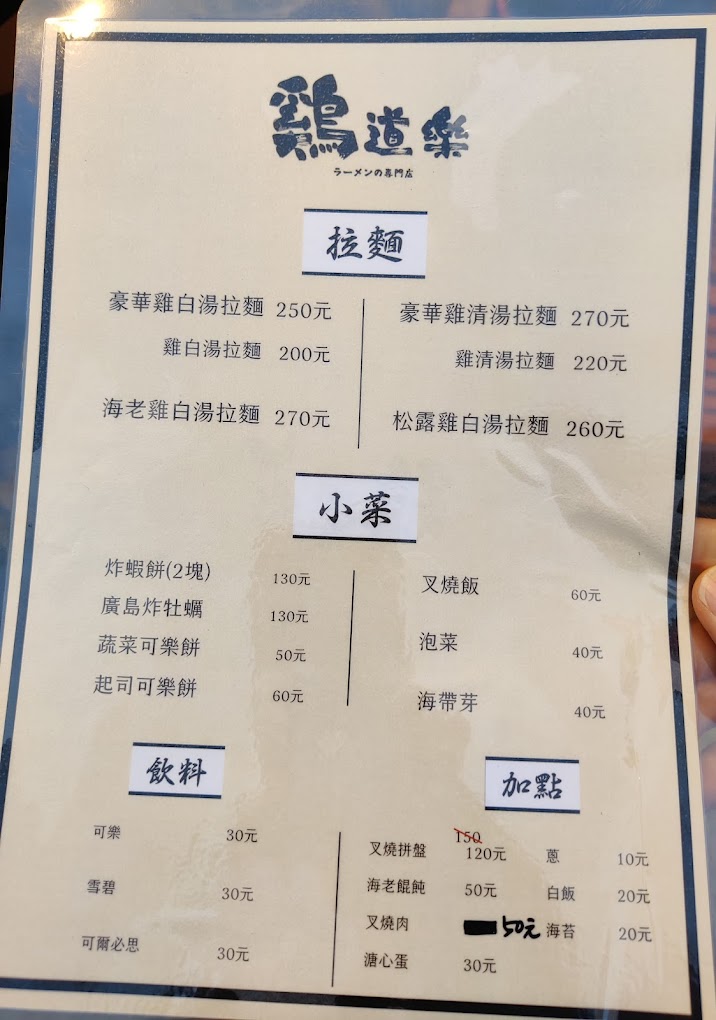 鷄道樂
ラーメンの專門店
拉麵
豪華雞白湯拉麵 250元
雞白湯拉麵 200元
海老雞白湯拉麵 270元
豪華雞清湯拉麵 270元
雞清湯拉麵 220元
松露雞白湯拉麵 260元
小菜
炸蝦餅(2塊) 130元
廣島炸牡蠣 130元
蔬菜可樂餅 50元
起司可樂餅 60元
叉燒飯 60元
泡菜 40元
海帶芽 40元
飲料
可樂 30元
雪碧 30元
可爾必思 30元
加點
150
叉燒拼盤 120元
海老餛飩 50元
叉燒肉 50元
溏心蛋 30元
蔥 10元
白飯 20元
海苔 20元